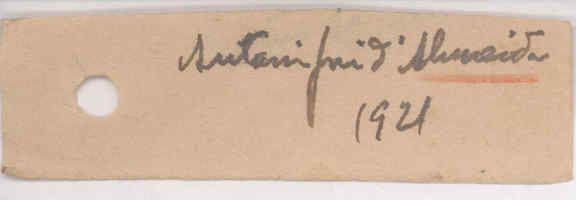 Antonio José d'Almeida
1921